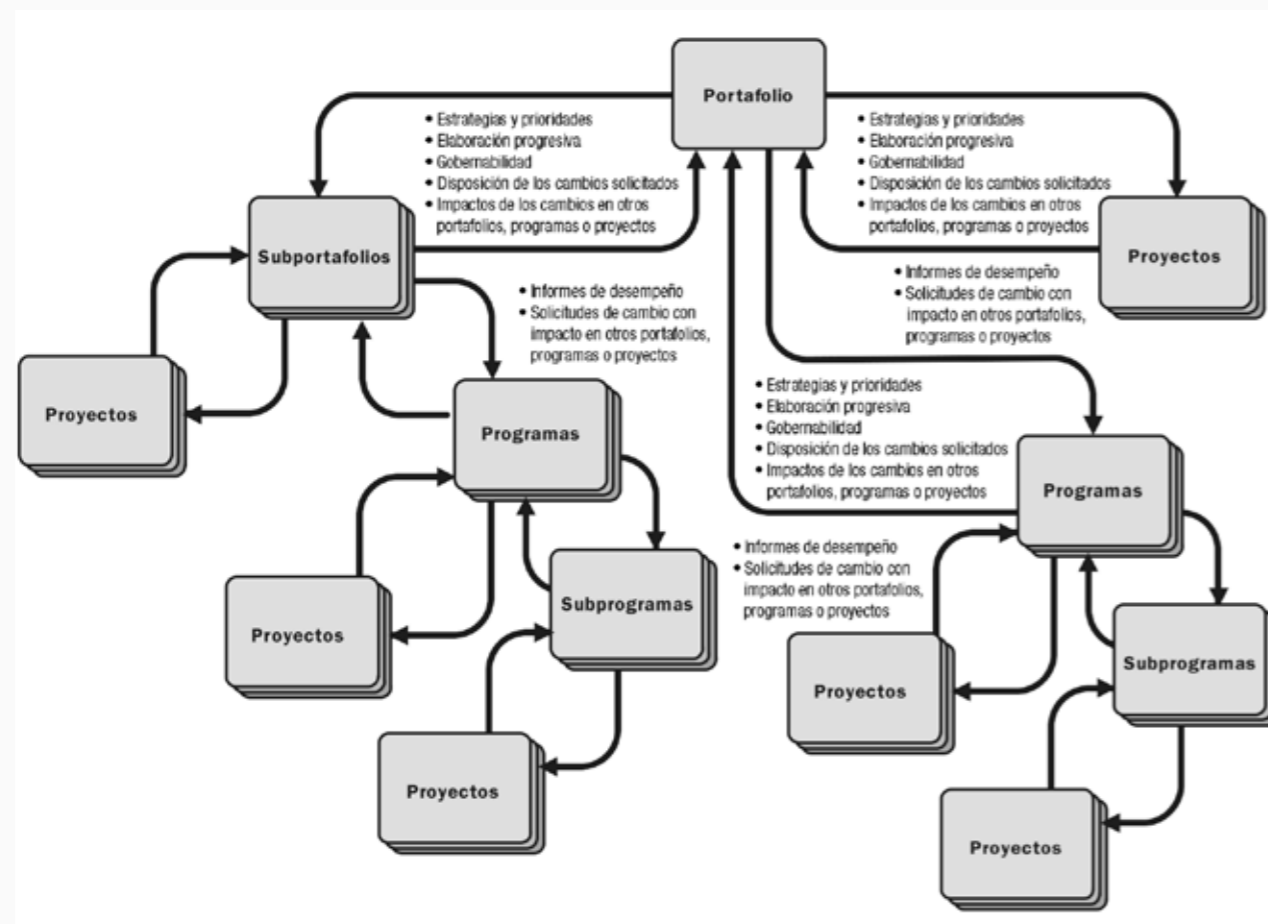 Portafolio
• Estrategias y prioridades
• Elaboración progresiva
• Gobernabilidad
• Disposición de los cambios solicitados
• Impactos de los cambios en otros
portafolios, programas o proyectos
• Estrategias y prioridades
• Elaboración progresiva
• Gobernabilidad
• Disposición de los cambios solicitados
• Impactos de los cambios en otros
portafolios, programas o proyectos
Subportafolios
Proyectos
• Informes de desempeño
• Solicitudes de cambio con
impacto en otros portafolios,
programas o proyectos
• Informes de desempeño
• Solicitudes de cambio con
impacto en otros portafolios,
programas o proyectos
Proyectos
Programas
• Estrategias y prioridades
• Elaboración progresiva
• Gobernabilidad
• Disposición de los cambios solicitados
• Impactos de los cambios en otros
portafolios, programas o proyectos
Programas
• Informes de desempeño
• Solicitudes de cambio con
impacto en otros portafolios,
programas o proyectos
Proyectos
Subprogramas
Proyectos
Subprogramas
Proyectos
Proyectos